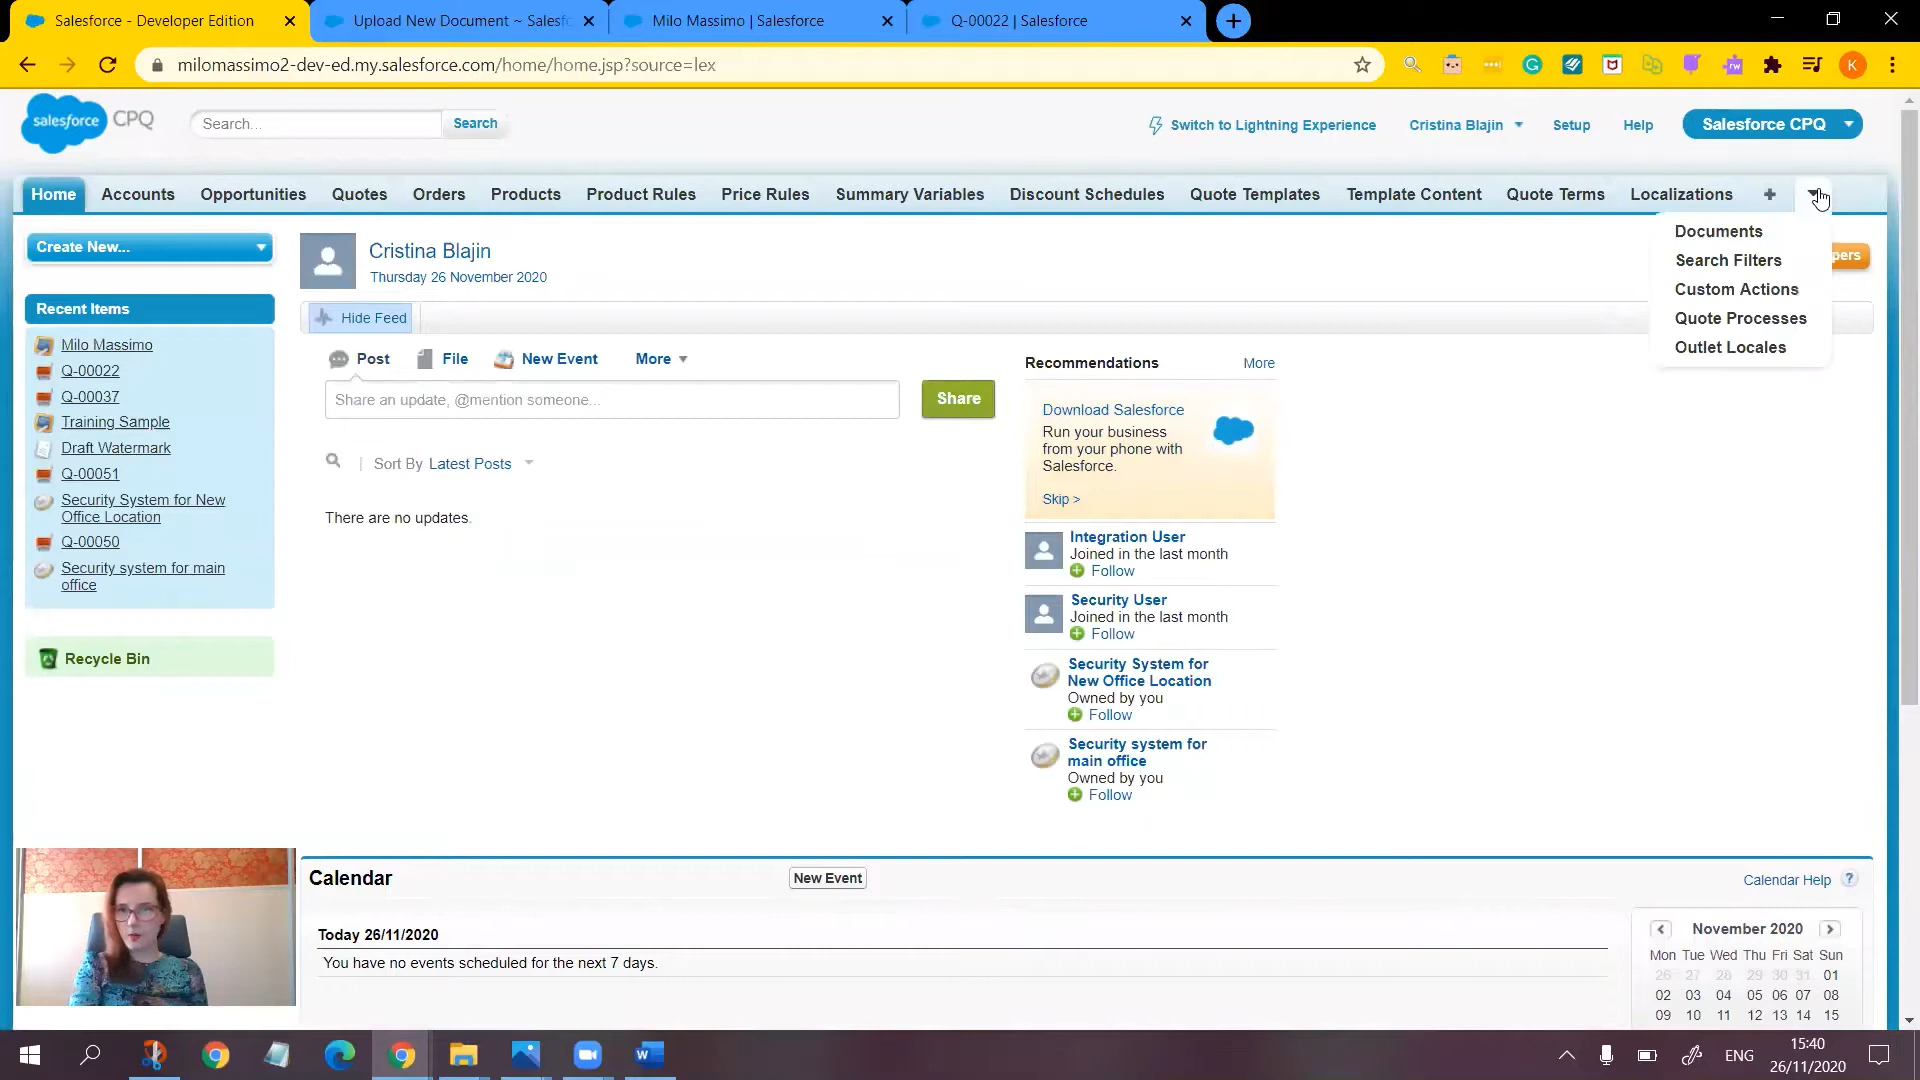 Salesforce - Developer Edition
Upload New Document ~ Salesfo
Milo Massimo | Salesforce
Q-00022 | Salesforce
milomassimo2-dev-ed.my.salesforce.com/home/home.jsp?source=lex
K
salesforce CPQ
Search...
Search
Switch to Lightning Experience
Cristina Blajin
Setup
Help
Salesforce CPQ
Home Accounts Opportunities Quotes Orders Products Product Rules Price Rules Summary Variables Discount Schedules Quote Templates Template Content Quote Terms Localizations +
Documents
Search Filters
Custom Actions
Quote Processes
Outlet Locales
pers
Create New...
Recent Items
Milo Massimo
Q-00022
Q-00037
Training Sample
Draft Watermark
Q-00051
Security System for New
Office Location
Q-00050
Security system for main
office
Recycle Bin
Cristina Blajin
Thursday 26 November 2020
Hide Feed
Post File New Event More
Share an update, @mention someone...
Share
Sort By Latest Posts
There are no updates.
Recommendations More
Download Salesforce
Run your business
from your phone with
Salesforce.
Skip >
Integration User
Joined in the last month
Follow
Security User
Joined in the last month
Follow
Security System for
New Office Location
Owned by you
Follow
Security system for
main office
Owned by you
Follow
Calendar
New Event
Calendar Help ?
Today 26/11/2020
You have no events scheduled for the next 7 days.
November 2020
Mon Tue Wed Thu Fri Sat Sun
26 27 28 29 30 31 01
02 03 04 05 06 07 08
09 10 11 12 13 14 15
ENG
15:40
26/11/2020